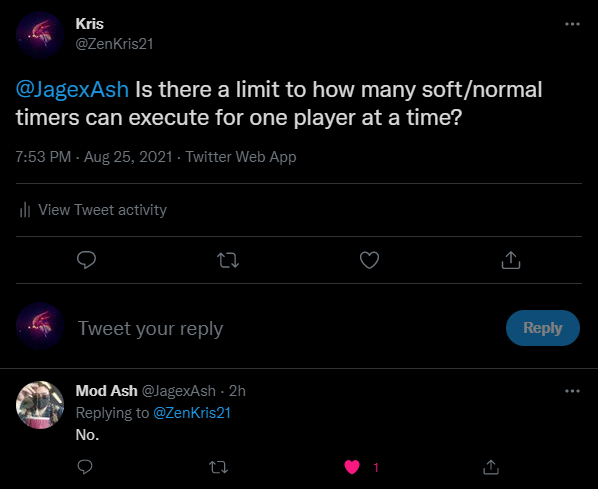 Kris
@ZenKris21
@JagexAsh Is there a limit to how many soft/normal
timers can execute for one player at a time?
7:53 PM · Aug 25, 2021 · Twitter Web App
View Tweet activity
Tweet your reply
Reply
Mod Ash @JagexAsh · 2h
Replying to @ZenKris21
No.
1